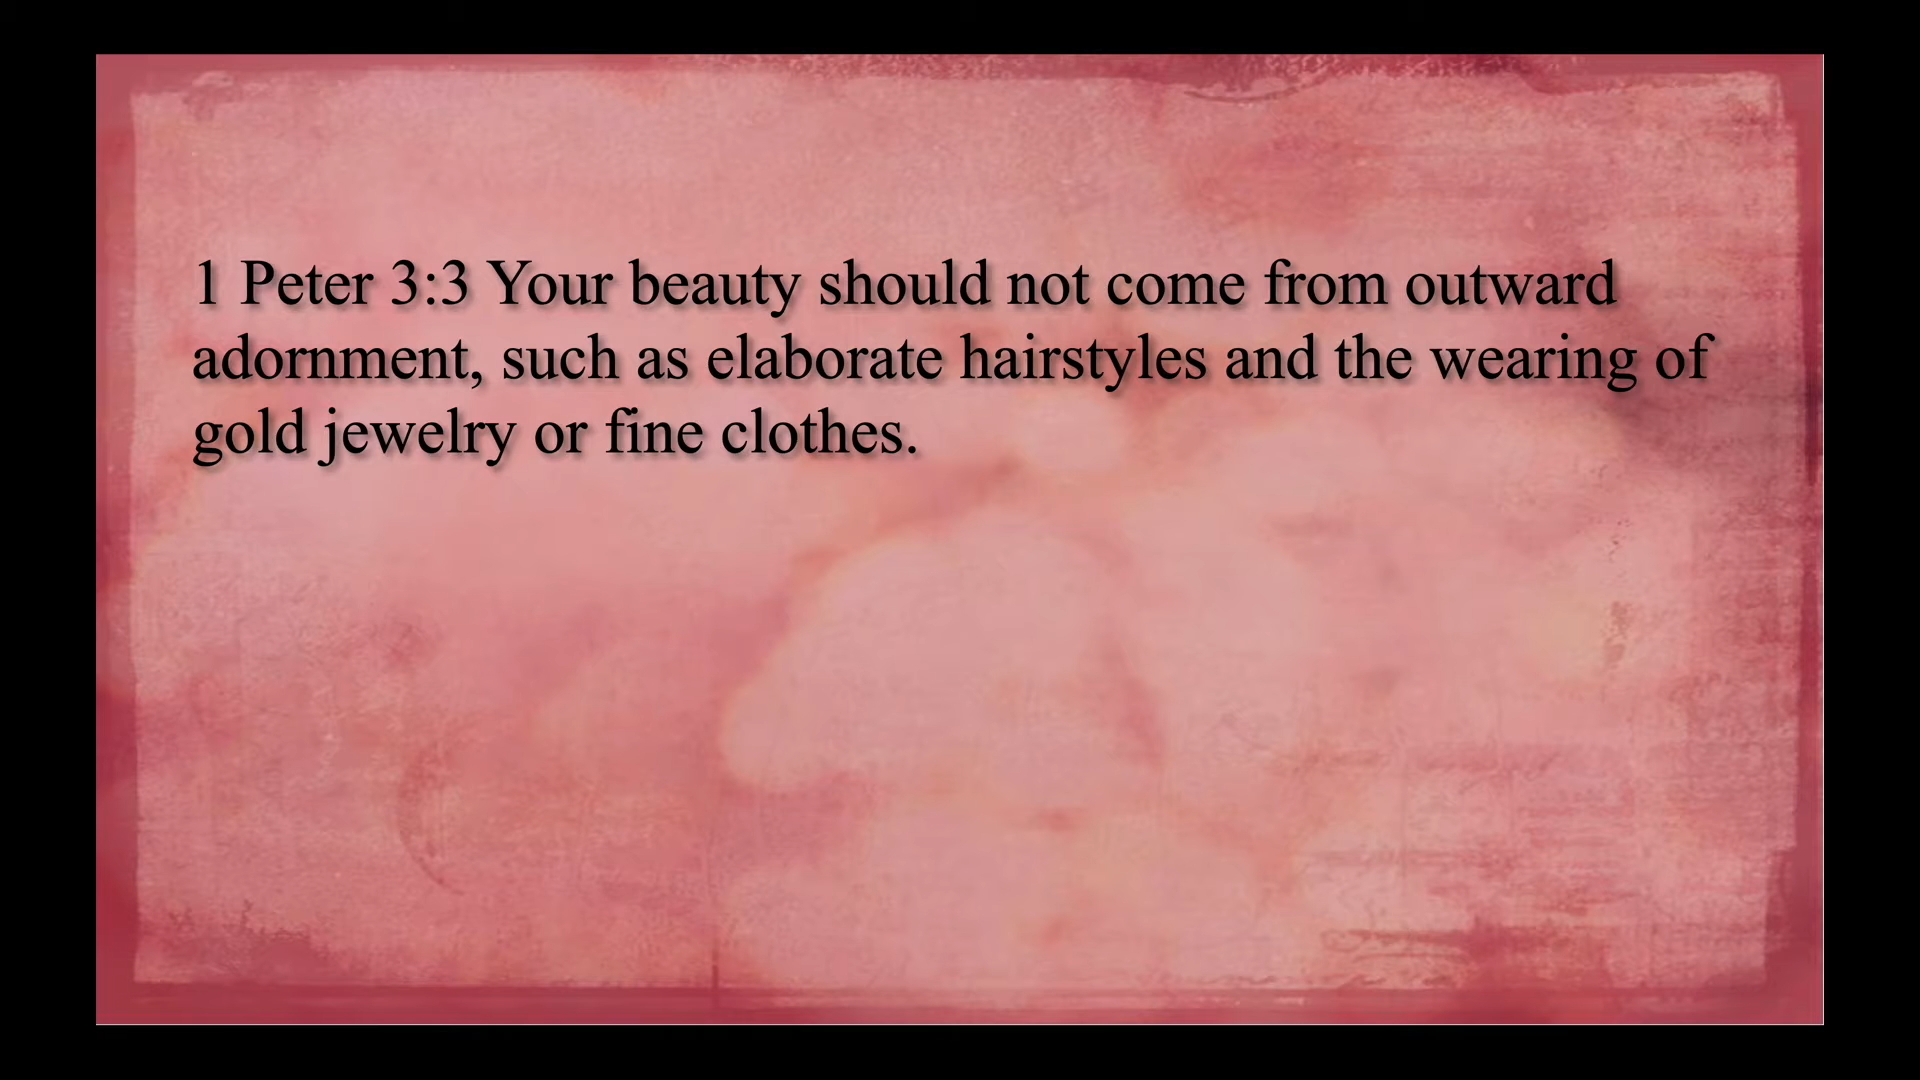 1 Peter 3:3 Your beauty should not come from outward
adornment, such as elaborate hairstyles and the wearing of
gold jewelry or fine clothes.